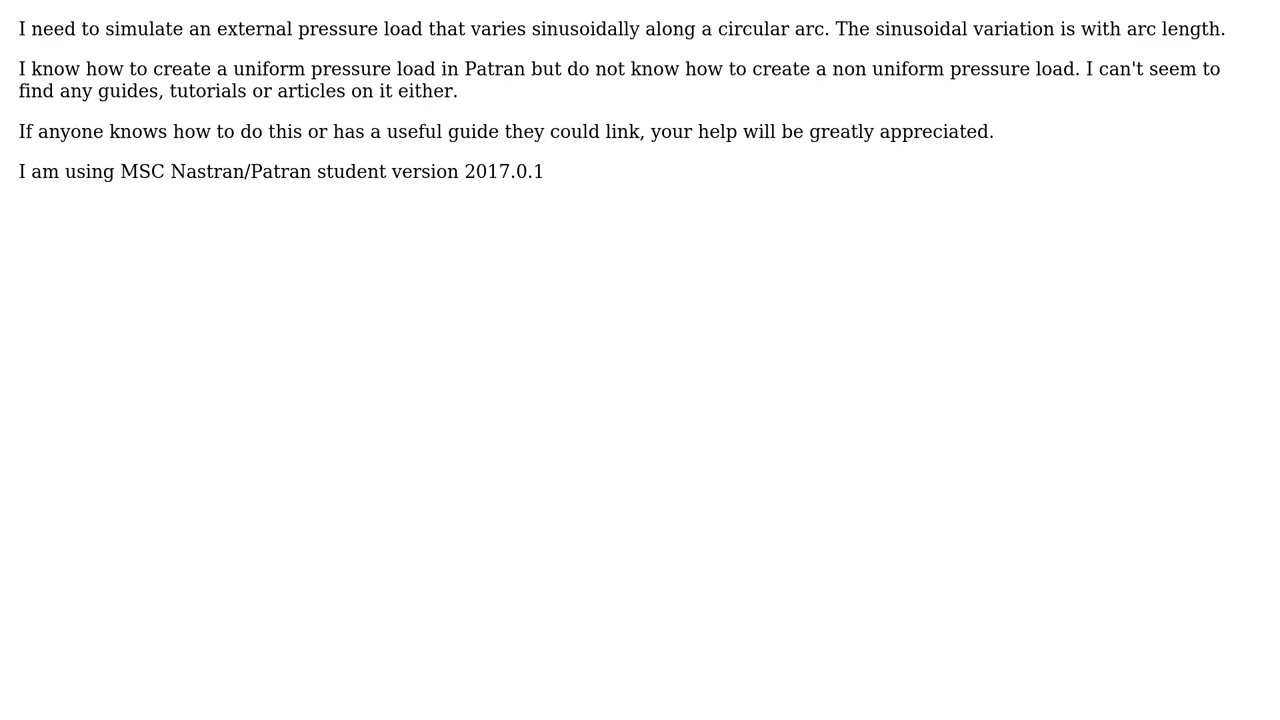 I need to simulate an external pressure load that varies sinusoidally along a circular arc. The sinusoidal variation is with arc length.
I know how to create a uniform pressure load in Patran but do not know how to create a non uniform pressure load. I can't seem to
find any guides, tutorials or articles on it either.
If anyone knows how to do this or has a useful guide they could link, your help will be greatly appreciated.
I am using MSC Nastran/Patran student version 2017.0.1